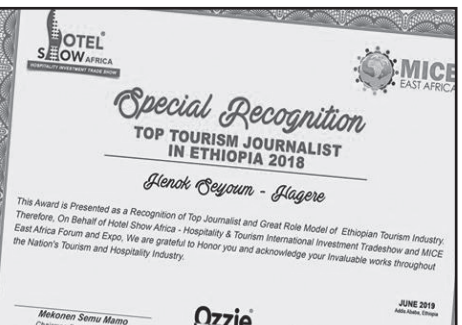 HOTEL
SHOW AFRICA
HOSPITALITY INVESTMENT TRADE SHOW
MICE
EAST AFRICA
Special Recognition
TOP TOURISM JOURNALIST
IN ETHIOPIA 2018
Henok Seyoum - Hagere
This Award is Presented as a Recognition of Top Journalist and Great Role Model of Ethiopian Tourism Industry.
Therefore, On Behalf of Hotel Show Africa - Hospitality & Tourism International Investment Tradeshow and MICE
East Africa Forum and Expo, We are grateful to Honor you and acknowledge your Invaluable works throughout
the Nation's Tourism and Hospitality Industry.
JUNE 2019
Addis Ababa, Ethiopia
Mekonen Semu Mamo
Ozzie